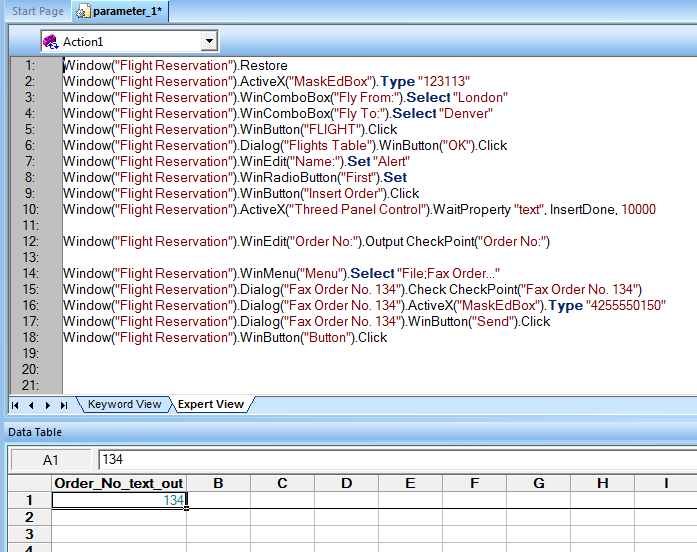 Start Page parameter_1*
Action1
1: Window("Flight Reservation").Restore
2: Window("Flight Reservation").ActiveX("MaskEdBox").Type "123113"
3: Window("Flight Reservation").WinComboBox("Fly From:").Select "London"
4: Window("Flight Reservation").WinComboBox("Fly To:").Select "Denver"
5: Window("Flight Reservation").WinButton("FLIGHT").Click
6: Window("Flight Reservation").Dialog("Flights Table").WinButton("OK").Click
7: Window("Flight Reservation").WinEdit("Name:").Set "Alert"
8: Window("Flight Reservation").WinRadioButton("First").Set
9: Window("Flight Reservation").WinButton("Insert Order").Click
10: Window("Flight Reservation").ActiveX("Threed Panel Control").WaitProperty "text", InsertDone, 10000
11:
12: Window("Flight Reservation").WinEdit("Order No:").Output CheckPoint("Order No:")
13:
14: Window("Flight Reservation").WinMenu("Menu").Select "File;Fax Order..."
15: Window("Flight Reservation").Dialog("Fax Order No. 134").Check CheckPoint("Fax Order No. 134")
16: Window("Flight Reservation").Dialog("Fax Order No. 134").ActiveX("MaskEdBox").Type "4255550150"
17: Window("Flight Reservation").Dialog("Fax Order No. 134").WinButton("Send").Click
18: Window("Flight Reservation").WinButton("Button").Click
19:
20:
21:
Keyword View Expert View
Data Table
A1 134
Order_No_text_out B C D E F G H I
1 134
2
3
4